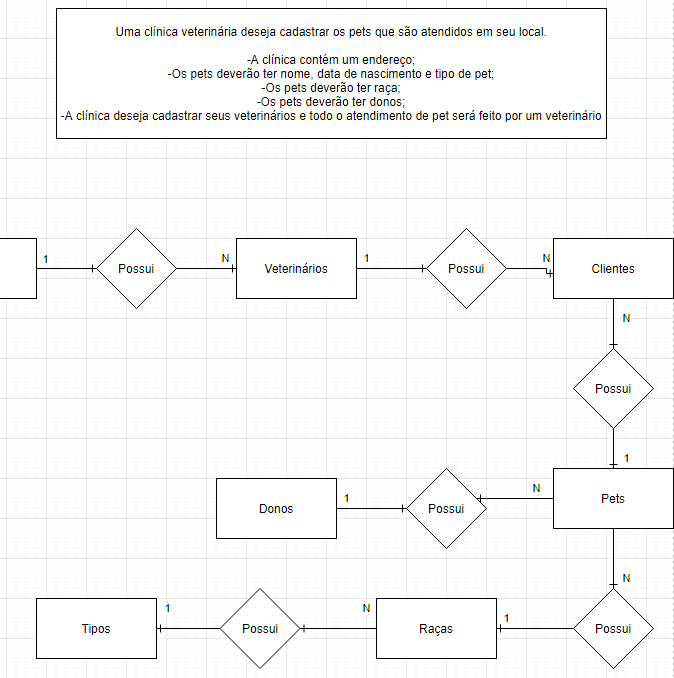 Uma clínica veterinária deseja cadastrar os pets que são atendidos em seu local.
-A clínica contém um endereço;
-Os pets deverão ter nome, data de nascimento e tipo de pet;
-Os pets deverão ter raça;
-Os pets deverão ter donos;
-A clínica deseja cadastrar seus veterinários e todo o atendimento de pet será feito por um veterinário
1
Possui
N
Veterinários
1
Possui
N
Clientes
N
Possui
1
Donos
1
Possui
N
Pets
N
Tipos
1
Possui
N
Raças
1
Possui